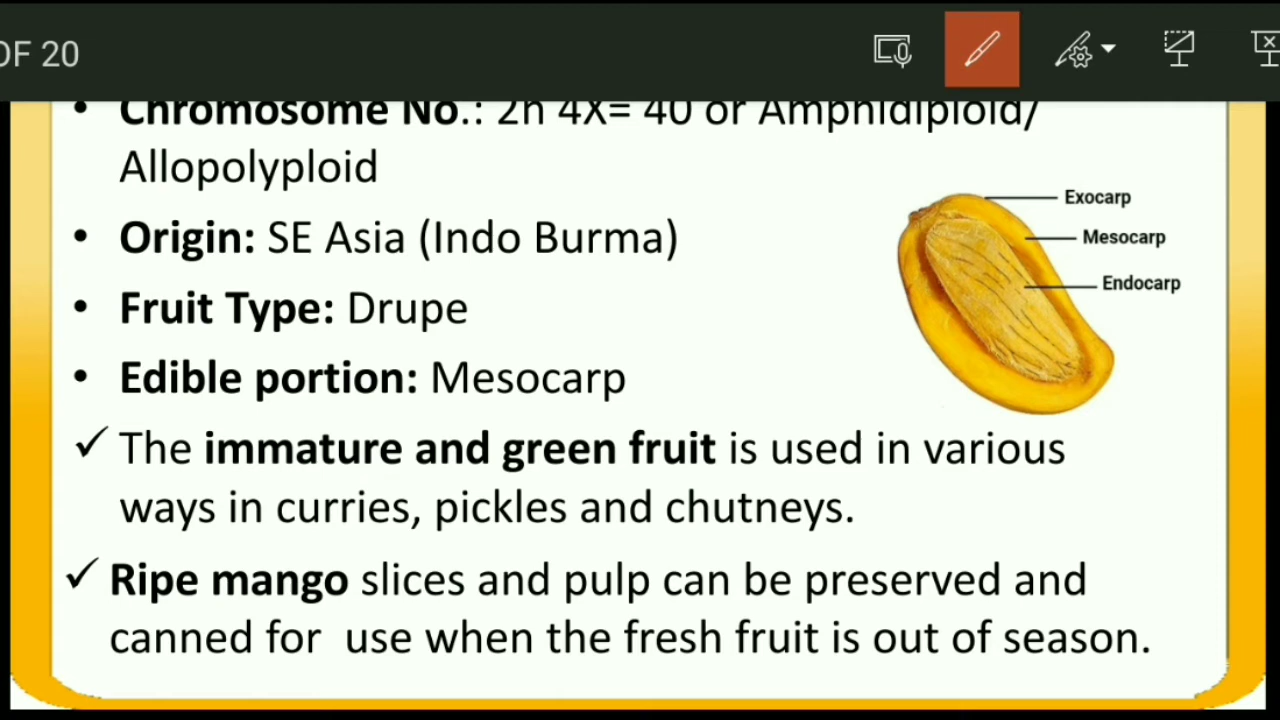 OF 20
• Chromosome No.: 2n 4X= 40 or Amphidiploid/
Allopolyploid
• Origin: SE Asia (Indo Burma)
• Fruit Type: Drupe
• Edible portion: Mesocarp
Exocarp
Mesocarp
Endocarp
✓ The immature and green fruit is used in various
ways in curries, pickles and chutneys.
✓ Ripe mango slices and pulp can be preserved and
canned for use when the fresh fruit is out of season.